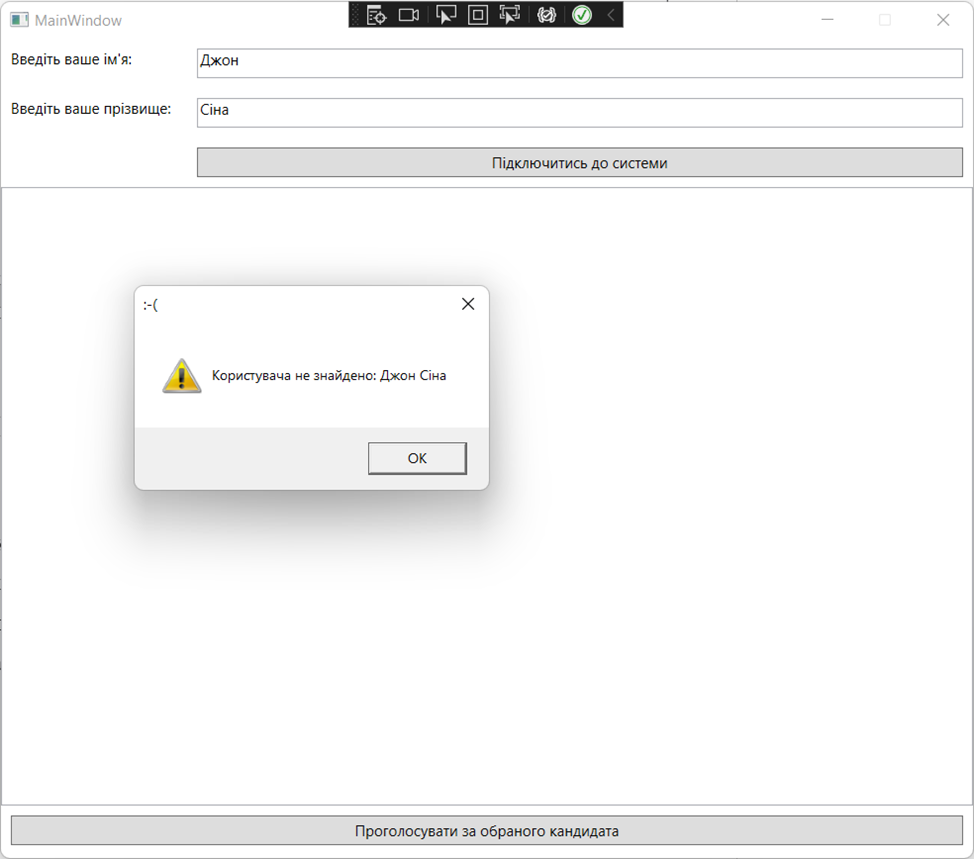 MainWindow
Введіть ваше ім'я:
Джон
Введіть ваше прізвище:
Сіна
Підключитись до системи
:-(
Користувача не знайдено: Джон Сіна
OK
Проголосувати за обраного кандидата